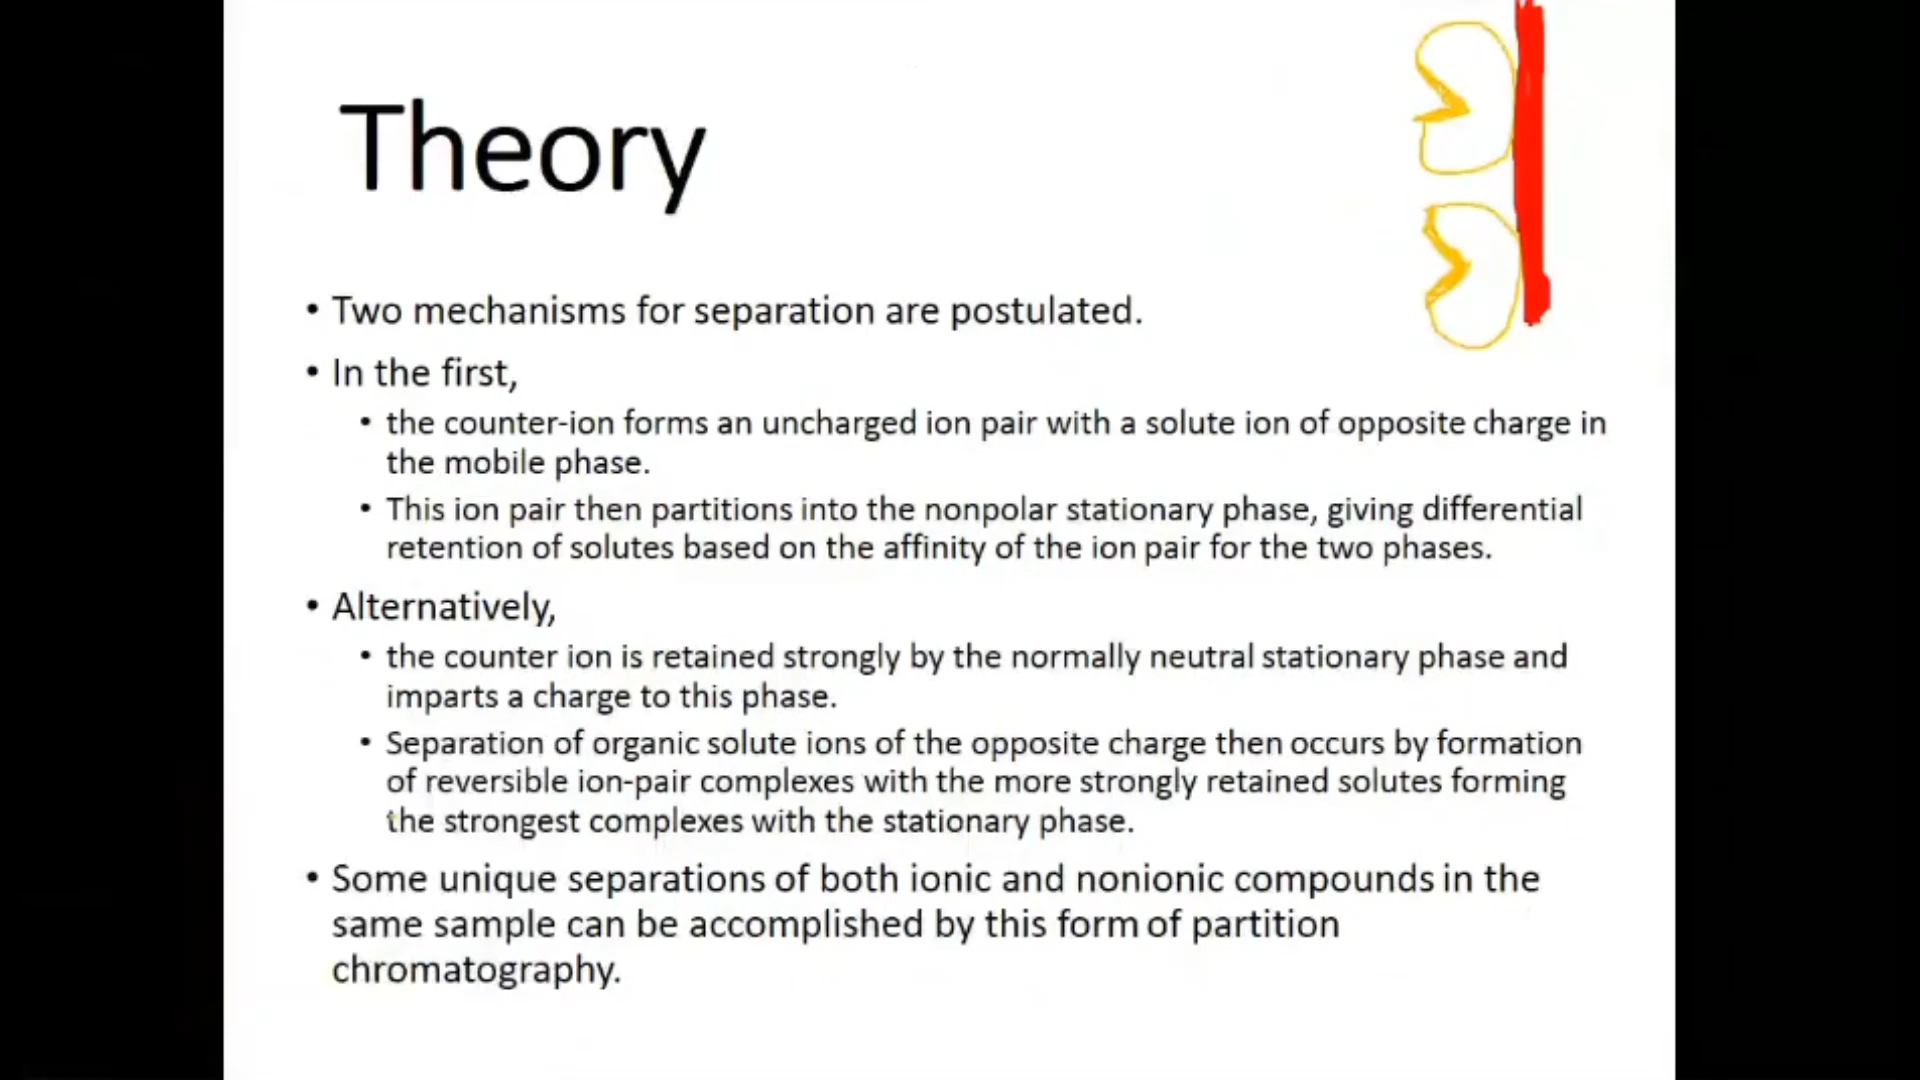 Theory
• Two mechanisms for separation are postulated.
• In the first,
• the counter-ion forms an uncharged ion pair with a solute ion of opposite charge in
the mobile phase.
• This ion pair then partitions into the nonpolar stationary phase, giving differential
retention of solutes based on the affinity of the ion pair for the two phases.
• Alternatively,
• the counter ion is retained strongly by the normally neutral stationary phase and
imparts a charge to this phase.
• Separation of organic solute ions of the opposite charge then occurs by formation
of reversible ion-pair complexes with the more strongly retained solutes forming
the strongest complexes with the stationary phase.
• Some unique separations of both ionic and nonionic compounds in the
same sample can be accomplished by this form of partition
chromatography.